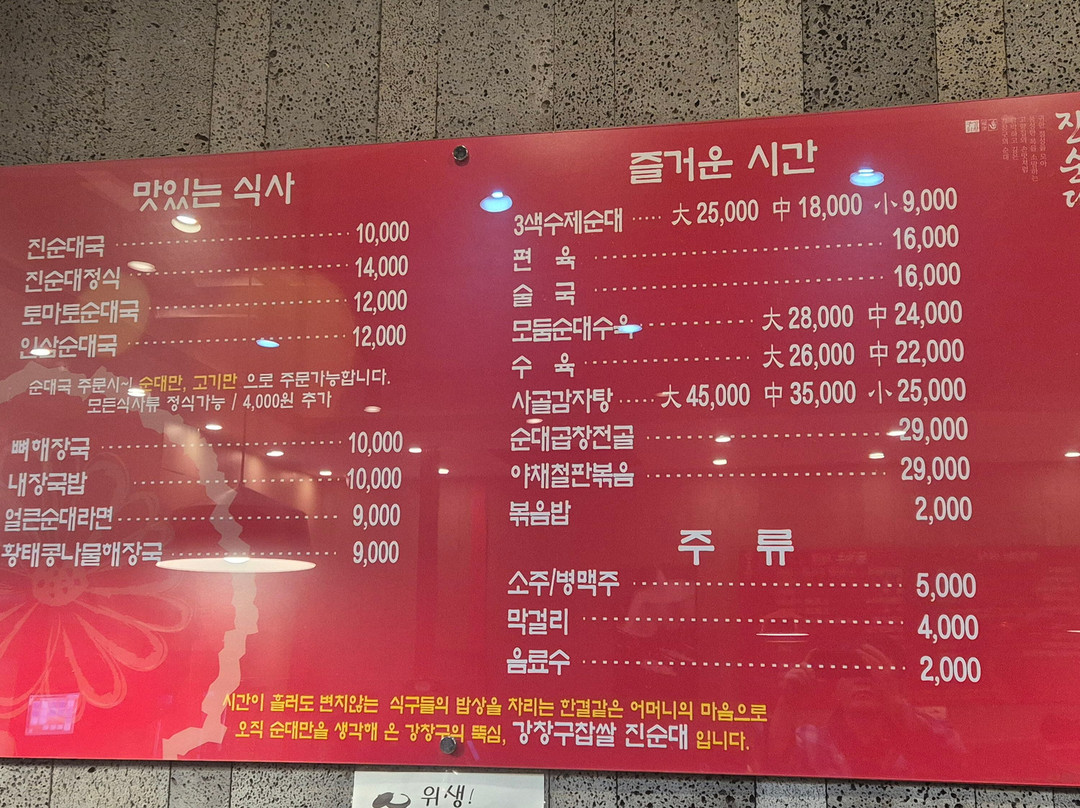 맛있는 식사
진순대국 10,000
진순대정식 14,000
토마토순대국 12,000
인삼순대국 12,000
순대국 주문시~! 순대만, 고기만 으로 주문가능합니다.
모든식사류 정식가능 / 4,000원 추가
뼈해장국 10,000
내장국밥 10,000
얼큰순대라면 9,000
황태콩나물해장국 9,000
즐거운 시간
3색수제순대 大 25,000 中 18,000 小 9,000
편 육 16,000
술 국 16,000
모둠순대수육 大 28,000 中 24,000
수 육 大 26,000 中 22,000
사골감자탕 大 45,000 中 35,000 小 25,000
순대곱창전골 29,000
야채철판볶음 29,000
볶음밥 2,000
주 류
소주/병맥주 5,000
막걸리 4,000
음료수 2,000
시간이 흘러도 변치않는 식구들의 밥상을 차리는 한결같은 어머니의 마음으로
오직 순대만을 생각해 온 강창구의 뚝심, 강창구찹쌀 진순대 입니다.
진순대
위생!